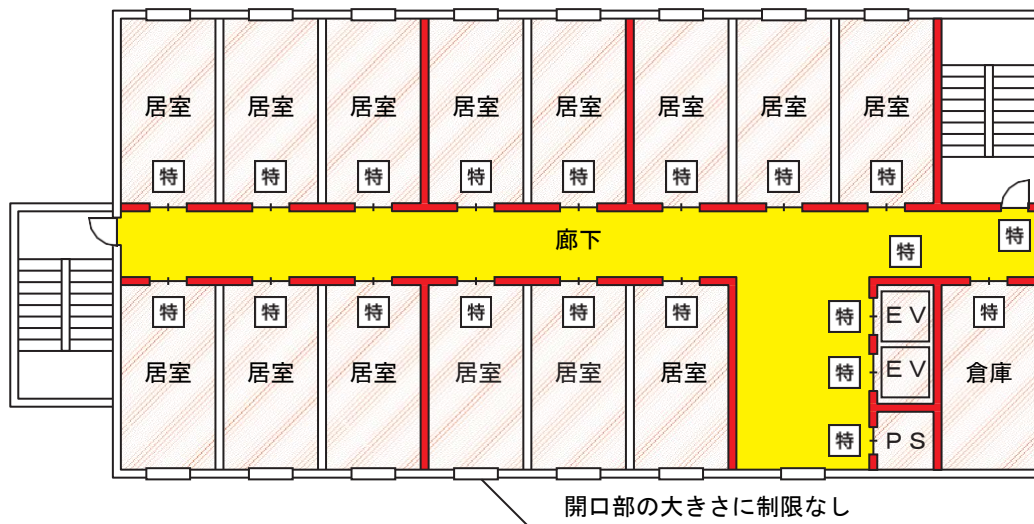 居室 居室 居室 居室 居室 居室 居室 居室
特 特 特 特 特 特 特 特
廊下 特 特
特 特 特 特 特 特 特
特 EV
居室 居室 居室 居室 居室 居室 特 EV 倉庫
特 PS
開口部の大きさに制限なし